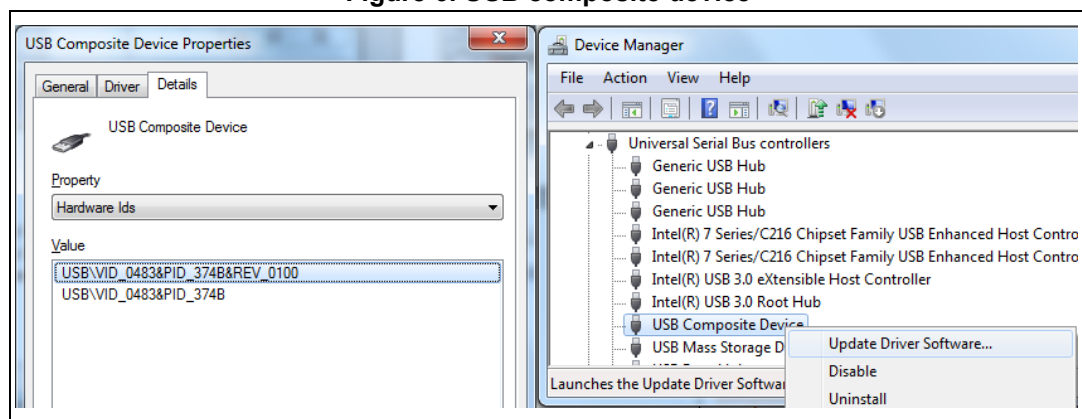 USB Composite Device Properties
General Driver Details
USB Composite Device
Property
Hardware Ids
Value
USB\VID_0483&PID_374B&REV_0100
USB\VID_0483&PID_374B
Device Manager
File Action View Help
Universal Serial Bus controllers
Generic USB Hub
Generic USB Hub
Generic USB Hub
Intel(R) 7 Series/C216 Chipset Family USB Enhanced Host Contro
Intel(R) 7 Series/C216 Chipset Family USB Enhanced Host Contro
Intel(R) USB 3.0 eXtensible Host Controller
Intel(R) USB 3.0 Root Hub
USB Composite Device
USB Mass Storage D
Launches the Update Driver Softwar
Update Driver Software...
Disable
Uninstall